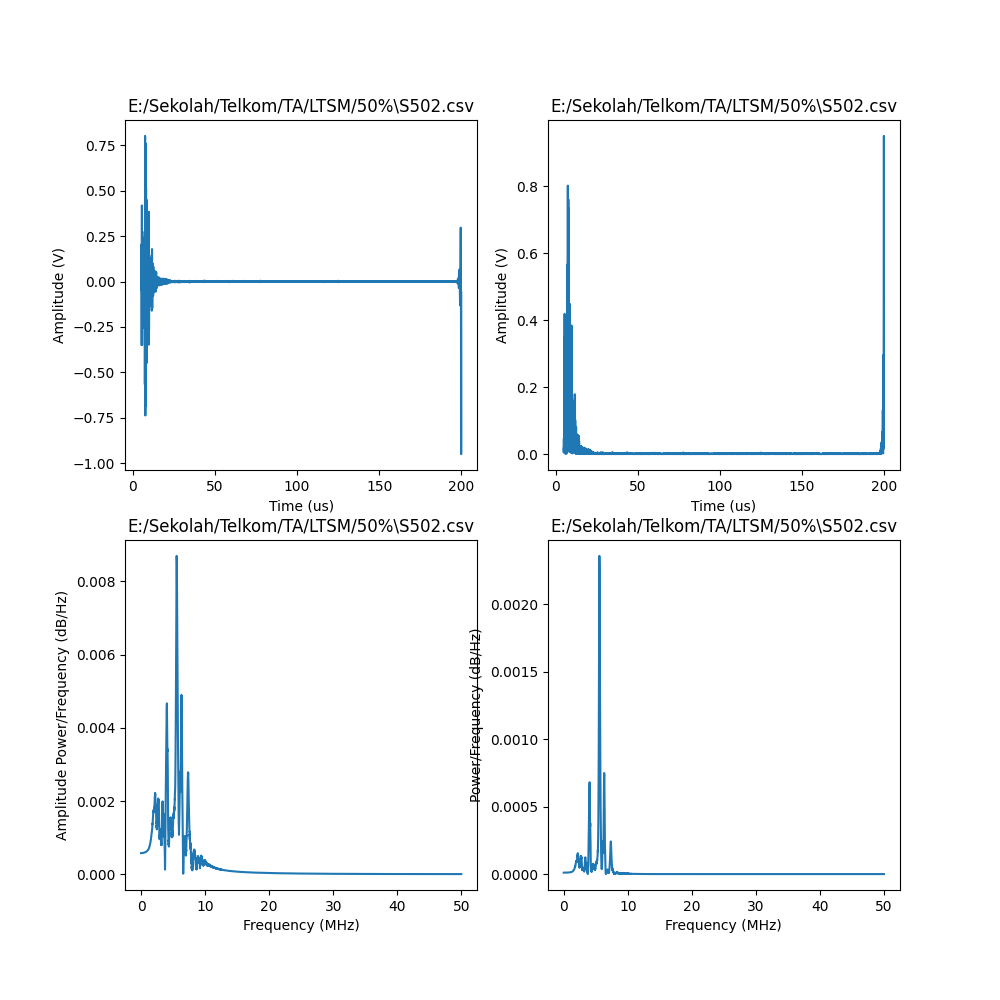 E:/Sekolah/Telkom/TA/LTSM/50%\S502.csv
0.75
0.50
0.25
0.00
−0.25
−0.50
−0.75
−1.00
Amplitude (V)
0 50 100 150 200
Time (us)
E:/Sekolah/Telkom/TA/LTSM/50%\S502.csv
0.8
0.6
0.4
0.2
0.0
Amplitude (V)
0 50 100 150 200
Time (us)
E:/Sekolah/Telkom/TA/LTSM/50%\S502.csv
0.008
0.006
0.004
0.002
0.000
Amplitude Power/Frequency (dB/Hz)
0 10 20 30 40 50
Frequency (MHz)
E:/Sekolah/Telkom/TA/LTSM/50%\S502.csv
0.0020
0.0015
0.0010
0.0005
0.0000
Power/Frequency (dB/Hz)
0 10 20 30 40 50
Frequency (MHz)